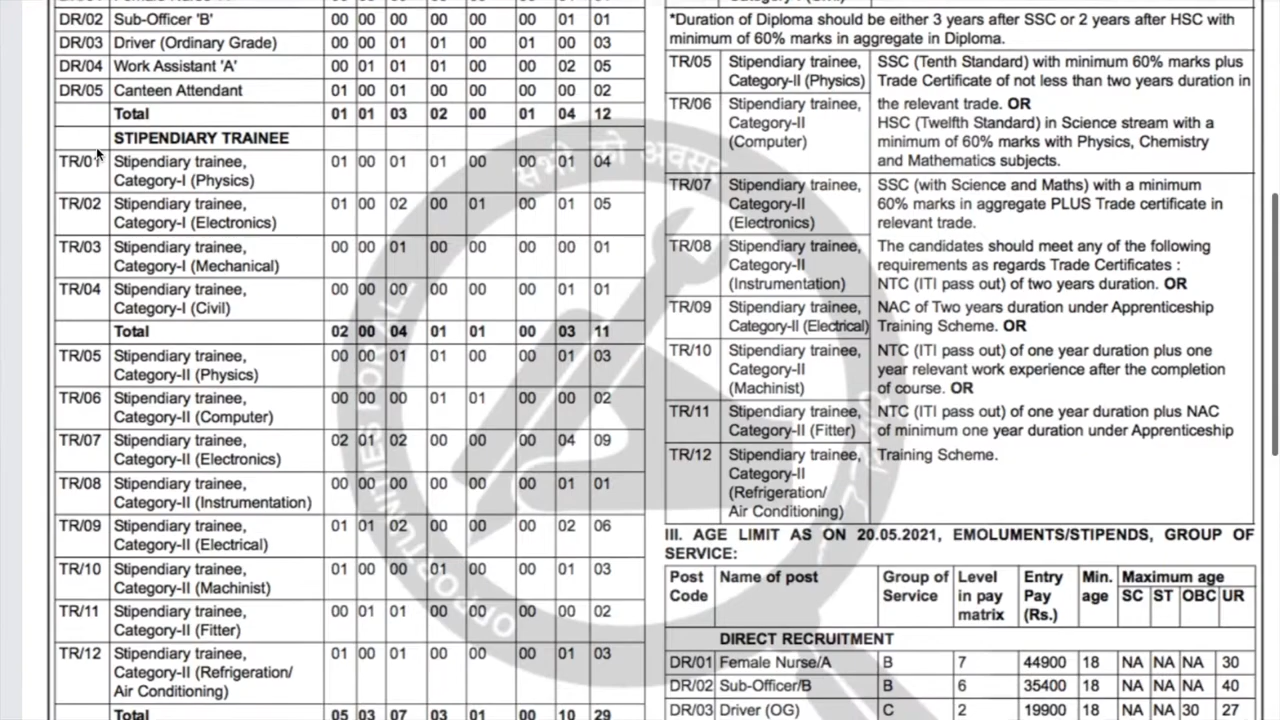 DR/02 Sub-Officer 'B' 00 00 00 00 00 00 01 01
DR/03 Driver (Ordinary Grade) 00 00 01 01 00 01 00 03
DR/04 Work Assistant 'A' 00 01 01 01 00 00 02 05
DR/05 Canteen Attendant 01 00 01 00 00 00 00 02
Total 01 01 03 02 00 01 04 12
STIPENDIARY TRAINEE
TR/01 Stipendiary trainee, 01 00 01 01 00 00 01 04
Category-I (Physics)
TR/02 Stipendiary trainee, 01 00 02 00 01 00 01 05
Category-I (Electronics)
TR/03 Stipendiary trainee, 00 00 01 00 00 00 00 01
Category-I (Mechanical)
TR/04 Stipendiary trainee, 00 00 00 00 00 00 01 01
Category-I (Civil)
Total 02 00 04 01 01 00 03 11
TR/05 Stipendiary trainee, 00 00 01 01 00 00 01 03
Category-II (Physics)
TR/06 Stipendiary trainee, 00 00 00 01 01 00 00 02
Category-II (Computer)
TR/07 Stipendiary trainee, 02 01 02 00 00 00 04 09
Category-II (Electronics)
TR/08 Stipendiary trainee, 00 00 00 00 00 00 01 01
Category-II (Instrumentation)
TR/09 Stipendiary trainee, 01 01 02 00 00 00 02 06
Category-II (Electrical)
TR/10 Stipendiary trainee, 01 00 00 01 00 00 01 03
Category-II (Machinist)
TR/11 Stipendiary trainee, 00 01 01 00 00 00 00 02
Category-II (Fitter)
TR/12 Stipendiary trainee, 01 00 01 00 00 00 01 03
Category-II (Refrigeration/
Air Conditioning)
Total 05 03 07 03 01 00 10 29
*Duration of Diploma should be either 3 years after SSC or 2 years after HSC with
minimum of 60% marks in aggregate in Diploma.
TR/05 Stipendiary trainee, SSC (Tenth Standard) with minimum 60% marks plus
Category-II (Physics) Trade Certificate of not less than two years duration in
TR/06 Stipendiary trainee, the relevant trade. OR
Category-II HSC (Twelfth Standard) in Science stream with a
(Computer) minimum of 60% marks with Physics, Chemistry
and Mathematics subjects.
TR/07 Stipendiary trainee, SSC (with Science and Maths) with a minimum
Category-II 60% marks in aggregate PLUS Trade certificate in
(Electronics) relevant trade.
TR/08 Stipendiary trainee, The candidates should meet any of the following
Category-II requirements as regards Trade Certificates :
(Instrumentation) NTC (ITI pass out) of two years duration. OR
TR/09 Stipendiary trainee, NAC of Two years duration under Apprenticeship
Category-II (Electrical) Training Scheme. OR
TR/10 Stipendiary trainee, NTC (ITI pass out) of one year duration plus one
Category-II year relevant work experience after the completion
(Machinist) of course. OR
TR/11 Stipendiary trainee, NTC (ITI pass out) of one year duration plus NAC
Category-II (Fitter) of minimum one year duration under Apprenticeship
TR/12 Stipendiary trainee, Training Scheme.
Category-II
(Refrigeration/
Air Conditioning)
III. AGE LIMIT AS ON 20.05.2021, EMOLUMENTS/STIPENDS, GROUP OF
SERVICE:
Post Name of post Group of Level Entry Min. Maximum age
Code Service in pay Pay age SC ST OBC UR
matrix (Rs.)
DIRECT RECRUITMENT
DR/01 Female Nurse/A B 7 44900 18 NA NA NA 30
DR/02 Sub-Officer/B B 6 35400 18 NA NA NA 40
DR/03 Driver (OG) C 2 19900 18 NA NA 30 27
सभी को अवसर